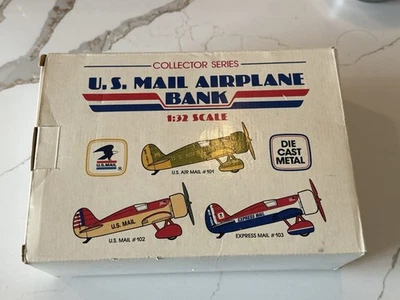 COLLECTOR SERIES
U.S. MAIL AIRPLANE
BANK
1:32 SCALE
U.S. MAIL
DIE
CAST
METAL
U.S. AIR MAIL #101
U.S. MAIL
EXPRESS MAIL
U.S. MAIL #102
EXPRESS MAIL #103